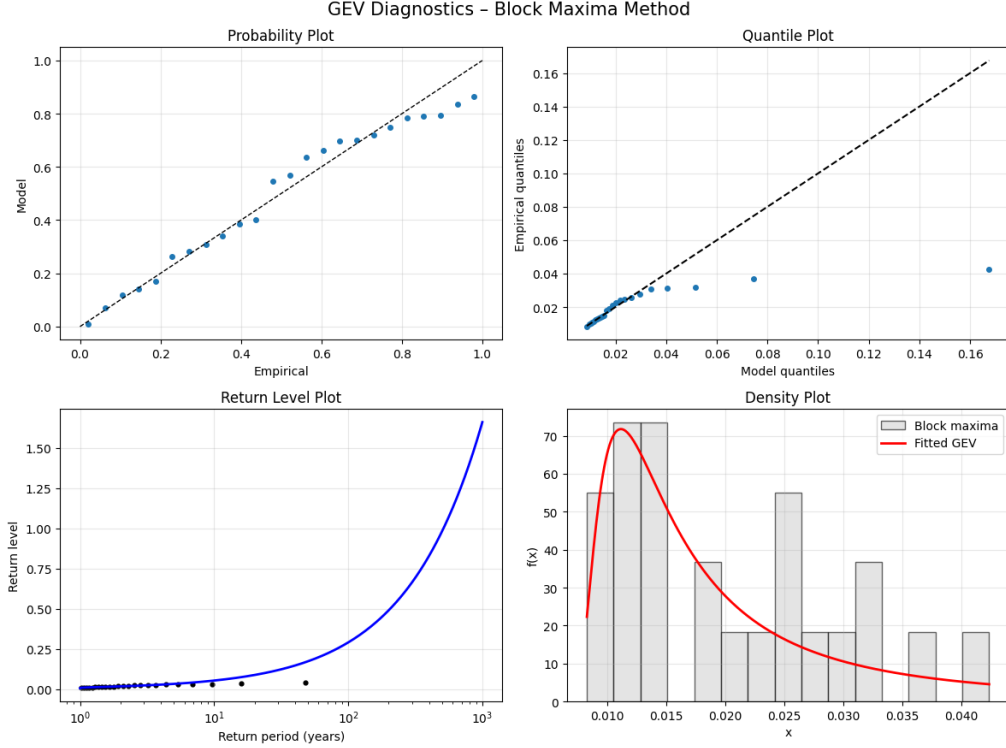 GEV Diagnostics – Block Maxima Method
Probability Plot
1.0
0.8
0.6
0.4
0.2
0.0
Model
0.0 0.2 0.4 0.6 0.8 1.0
Empirical
Quantile Plot
0.16
0.14
0.12
0.10
0.08
0.06
0.04
0.02
Empirical quantiles
0.02 0.04 0.06 0.08 0.10 0.12 0.14 0.16
Model quantiles
Return Level Plot
1.50
1.25
1.00
0.75
0.50
0.25
0.00
Return level
10⁰ 10¹ 10² 10³
Return period (years)
Density Plot
Block maxima
Fitted GEV
70
60
50
40
30
20
10
0
f(x)
0.010 0.015 0.020 0.025 0.030 0.035 0.040
x